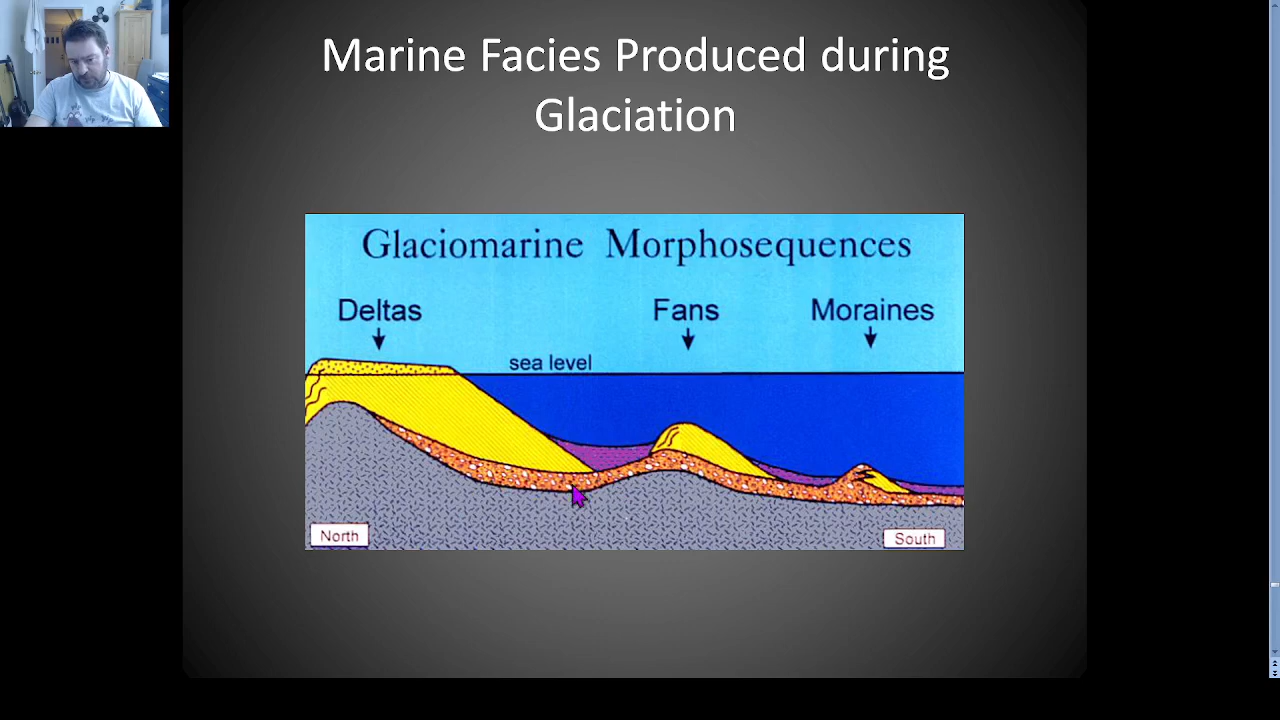 Marine Facies Produced during
Glaciation
Glaciomarine Morphosequences
Deltas Fans Moraines
sea level
North South